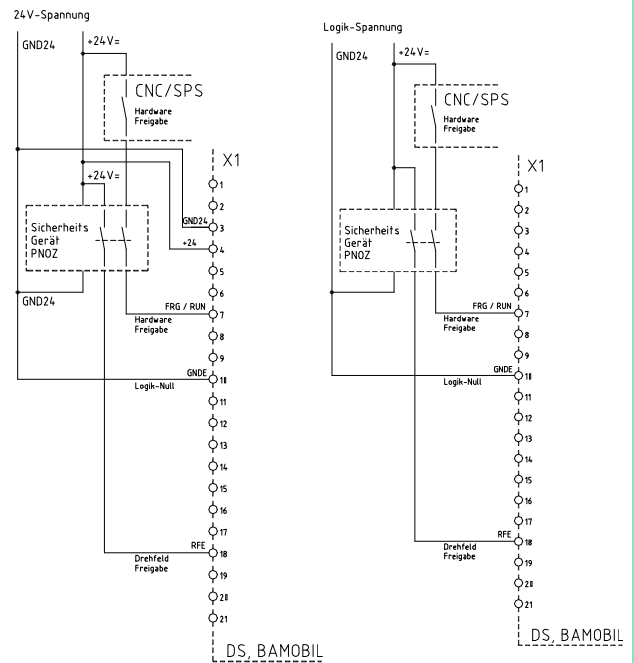 24V-Spannung
GND24
+24V=
CNC/SPS
Hardware
Freigabe
+24V=
X1
1
2
GND24
3
+24
4
Sicherheits
Gerät
PNOZ
5
6
GND24
FRG / RUN
7
Hardware
Freigabe
8
9
GNDE
10
Logik-Null
11
12
13
14
15
16
17
RFE
18
Drehfeld
Freigabe
19
20
21
DS, BAMOBIL
Logik-Spannung
GND24
+24V=
CNC/SPS
Hardware
Freigabe
X1
1
2
3
4
Sicherheits
Gerät
PNOZ
5
6
FRG / RUN
7
Hardware
Freigabe
8
9
GNDE
10
Logik-Null
11
12
13
14
15
16
17
RFE
18
Drehfeld
Freigabe
19
20
21
DS, BAMOBIL